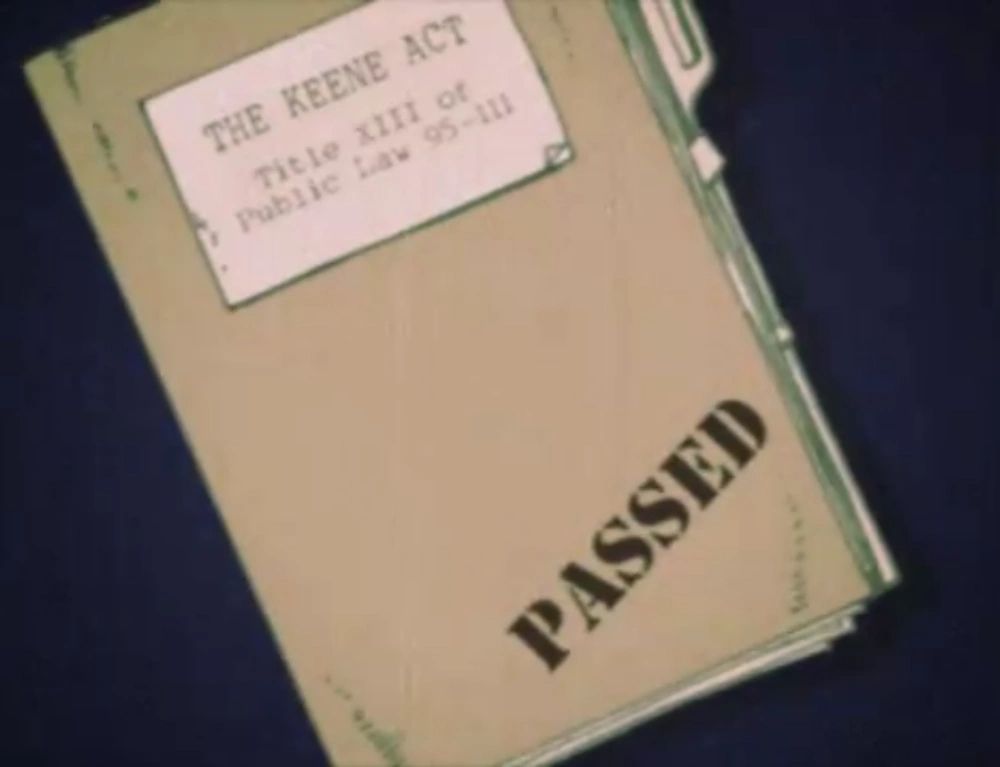 THE KEENE ACT
Title XIII of
Public Law 95-111
PASSED